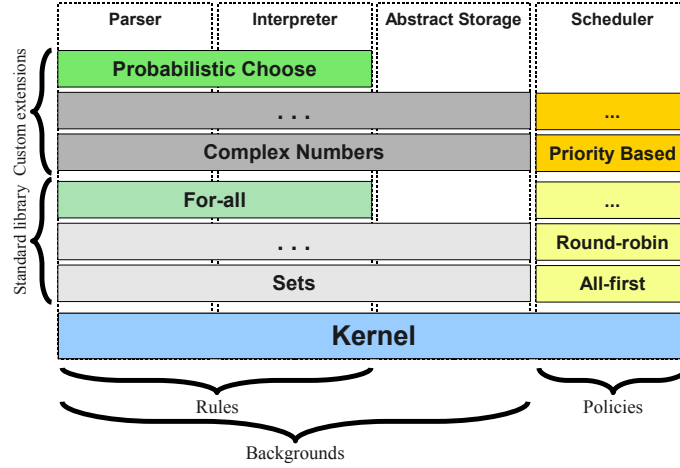 Parser Interpreter Abstract Storage Scheduler
Custom extensions
Probabilistic Choose
. . . ...
Complex Numbers Priority Based
Standard library
For-all ...
. . . Round-robin
Sets All-first
Kernel
Rules Policies
Backgrounds